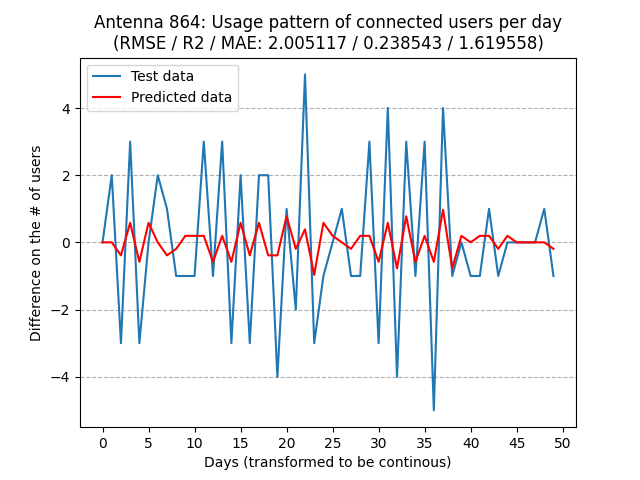 Antenna 864: Usage pattern of connected users per day
(RMSE / R2 / MAE: 2.005117 / 0.238543 / 1.619558)
Test data
Predicted data
4
2
0
−2
−4
Difference on the # of users
0 5 10 15 20 25 30 35 40 45 50
Days (transformed to be continous)